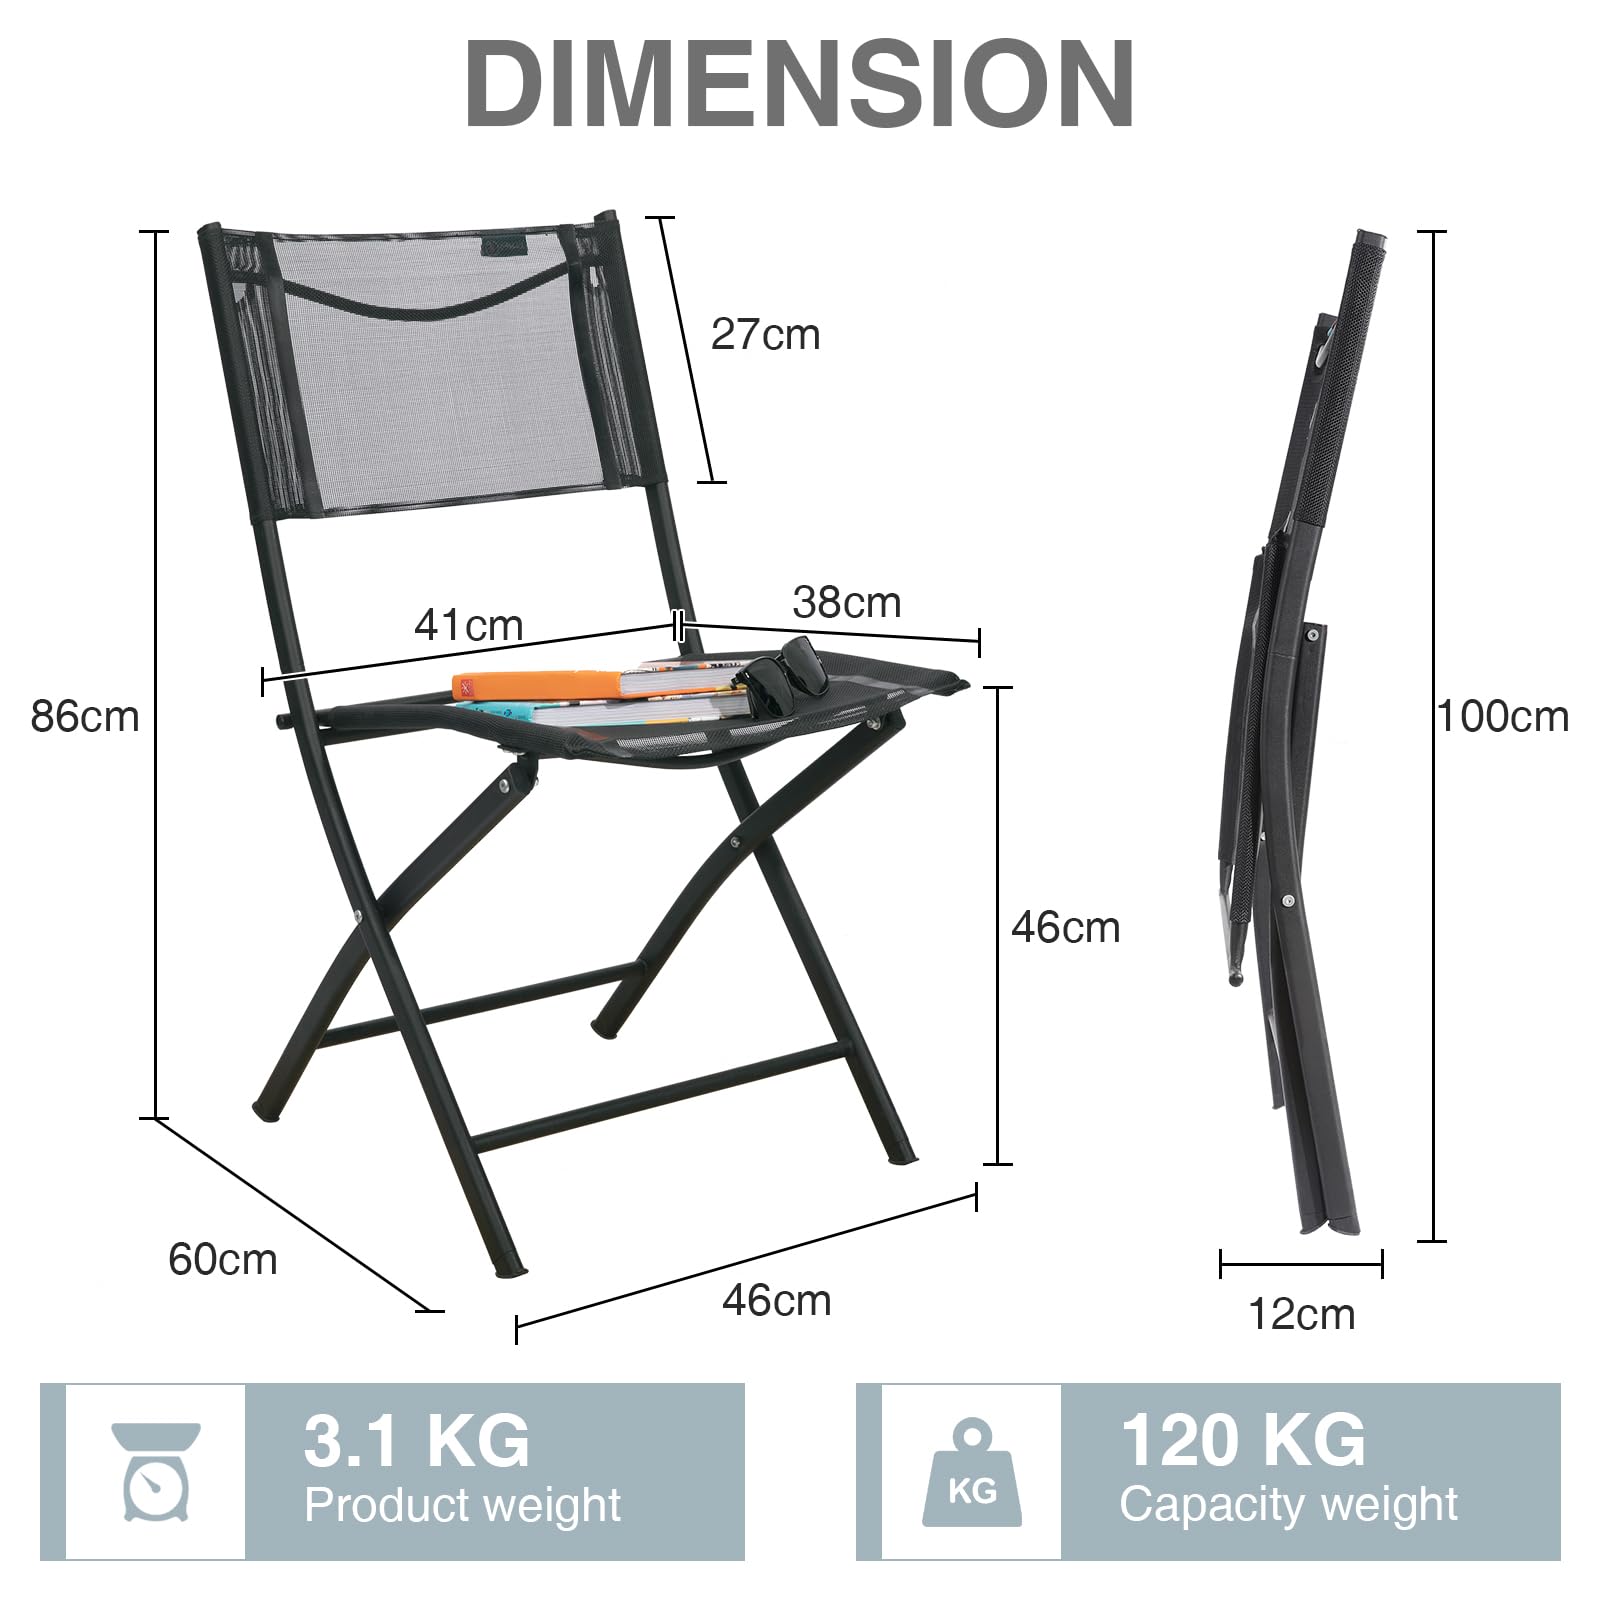 DIMENSION
27cm
41cm
38cm
86cm
100cm
46cm
60cm
46cm
12cm
3.1 KG
Product weight
KG
120 KG
Capacity weight